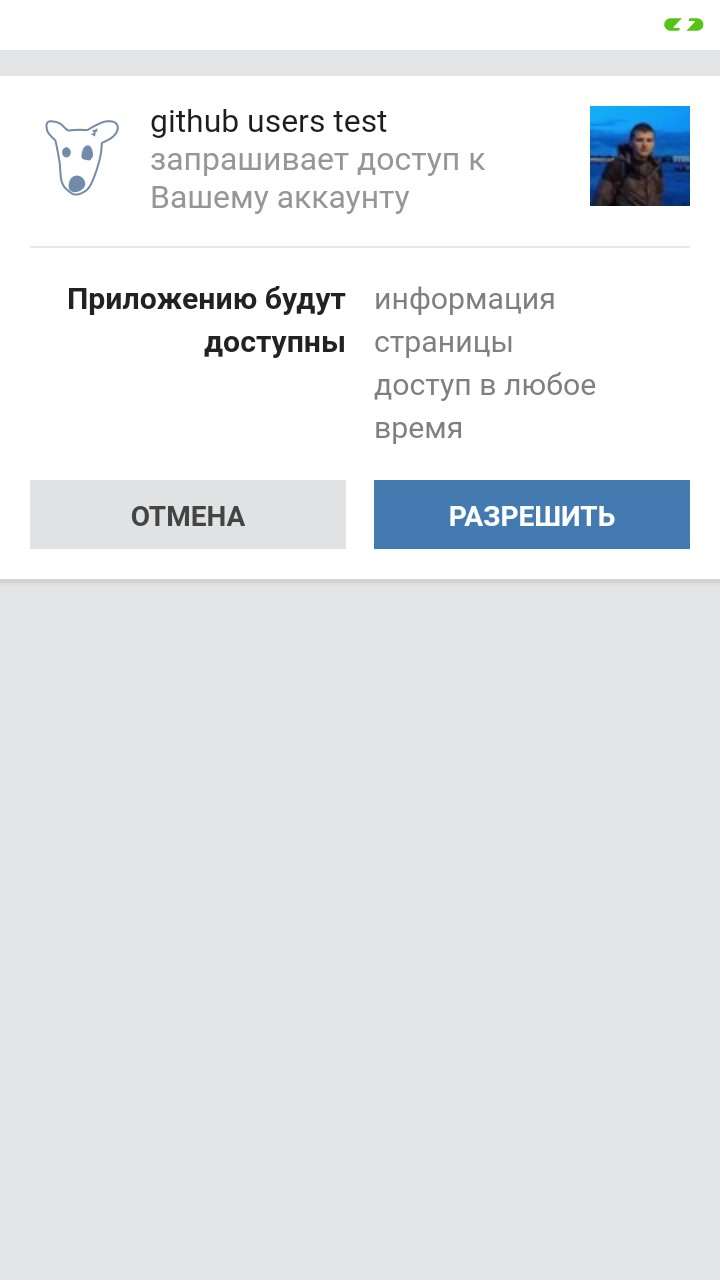 github users test
запрашивает доступ к
Вашему аккаунту
Приложению будут
доступны
информация
страницы
доступ в любое
время
ОТМЕНА
РАЗРЕШИТЬ